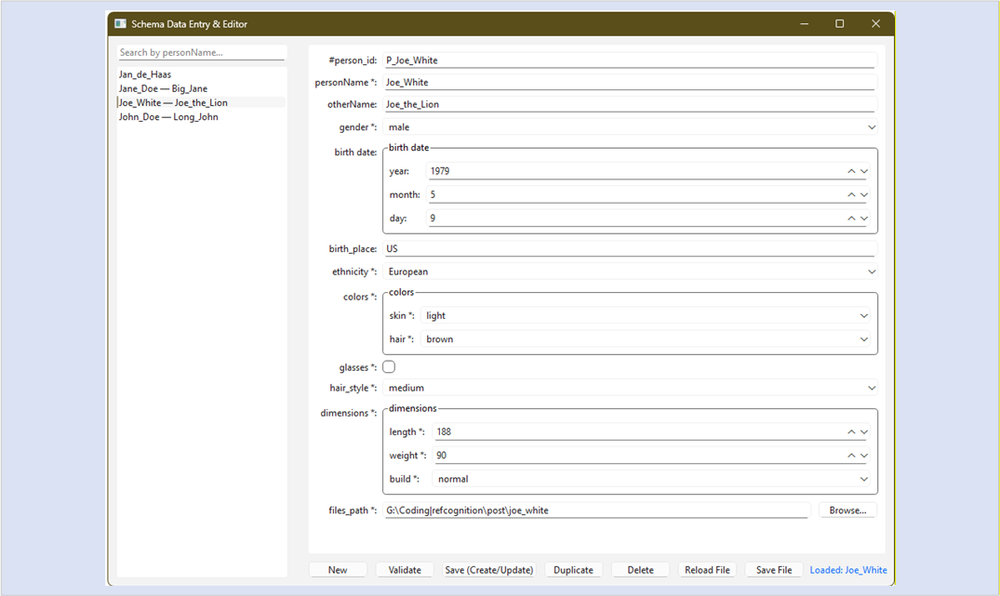 Schema Data Entry & Editor
Search by personName...
Jan_de_Haas
Jane_Doe — Big_Jane
Joe_White — Joe_the_Lion
John_Doe — Long_John
#person_id: P_Joe_White
personName *: Joe_White
otherName: Joe_the_Lion
gender *: male
birth date: birth date
year: 1979
month: 5
day: 9
birth_place: US
ethnicity *: European
colors *: colors
skin *: light
hair *: brown
glasses *:
hair_style *: medium
dimensions *: dimensions
length *: 188
weight *: 90
build *: normal
files_path *: G:\Coding|refcognition\post\joe_white Browse...
New Validate Save (Create/Update) Duplicate Delete Reload File Save File Loaded: Joe_White